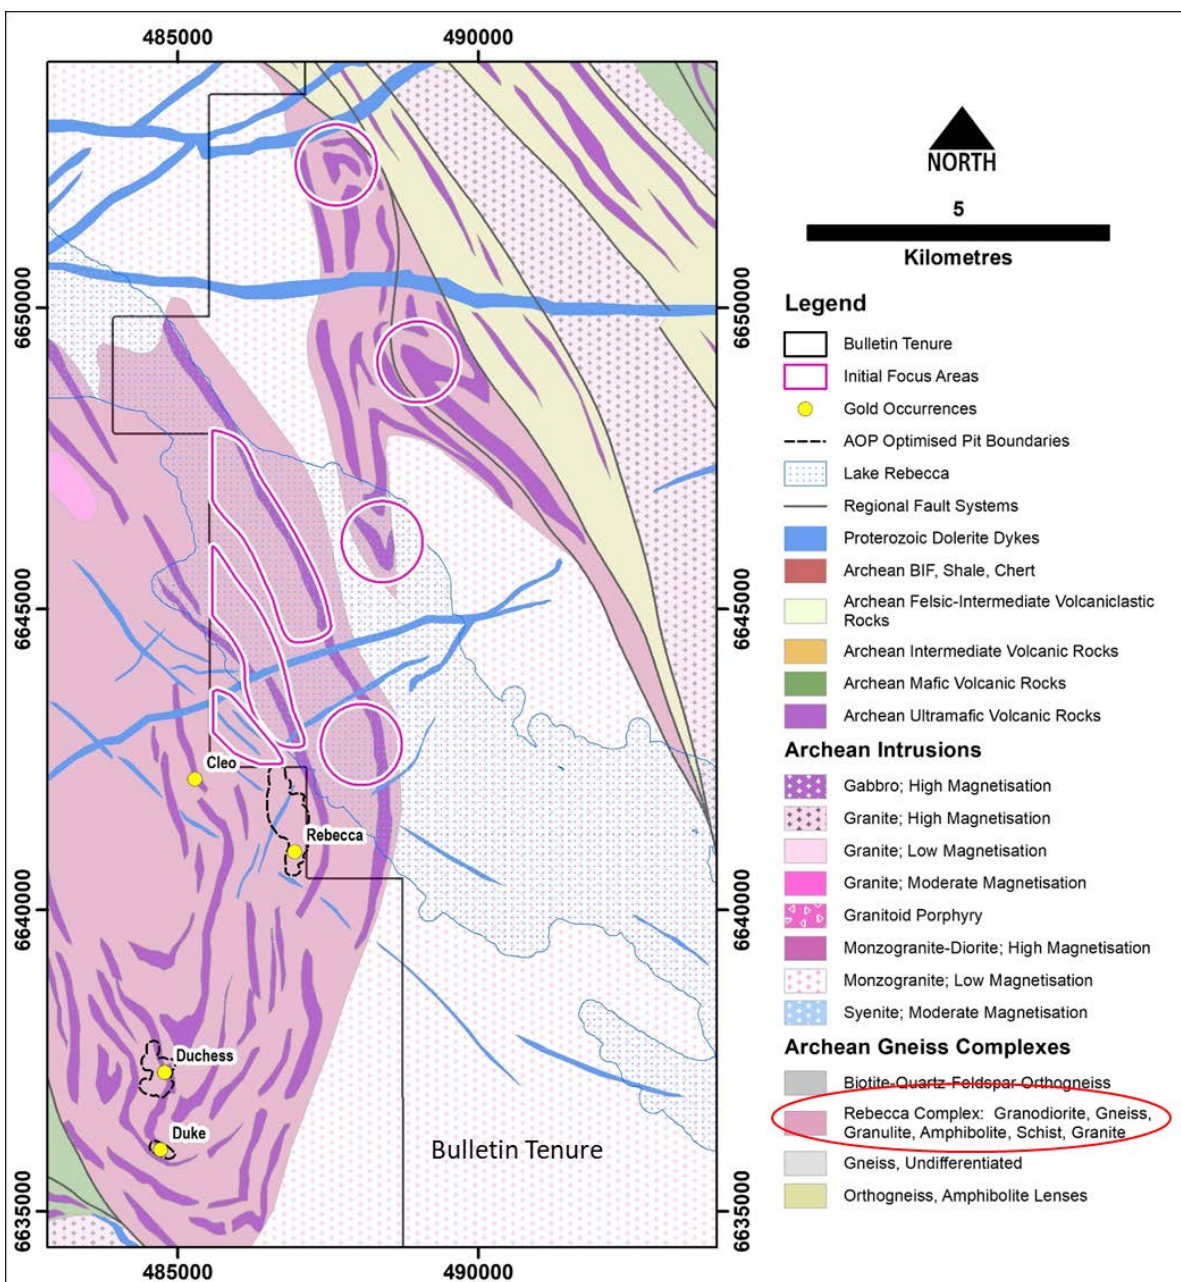 485000
490000
NORTH
5
Kilometres
6650000
6650000
6645000
6645000
6640000
6640000
6635000
6635000
Cleo
Rebecca
Duchess
Duke
Bulletin Tenure
485000
490000
Legend
Bulletin Tenure
Initial Focus Areas
Gold Occurrences
AOP Optimised Pit Boundaries
Lake Rebecca
Regional Fault Systems
Proterozoic Dolerite Dykes
Archean BIF, Shale, Chert
Archean Felsic-Intermediate Volcaniclastic
Rocks
Archean Intermediate Volcanic Rocks
Archean Mafic Volcanic Rocks
Archean Ultramafic Volcanic Rocks
Archean Intrusions
Gabbro; High Magnetisation
Granite; High Magnetisation
Granite; Low Magnetisation
Granite; Moderate Magnetisation
Granitoid Porphyry
Monzogranite-Diorite; High Magnetisation
Monzogranite; Low Magnetisation
Syenite; Moderate Magnetisation
Archean Gneiss Complexes
Biotite-Quartz-Feldspar Orthogneiss
Rebecca Complex: Granodiorite, Gneiss,
Granulite, Amphibolite, Schist, Granite
Gneiss, Undifferentiated
Orthogneiss, Amphibolite Lenses